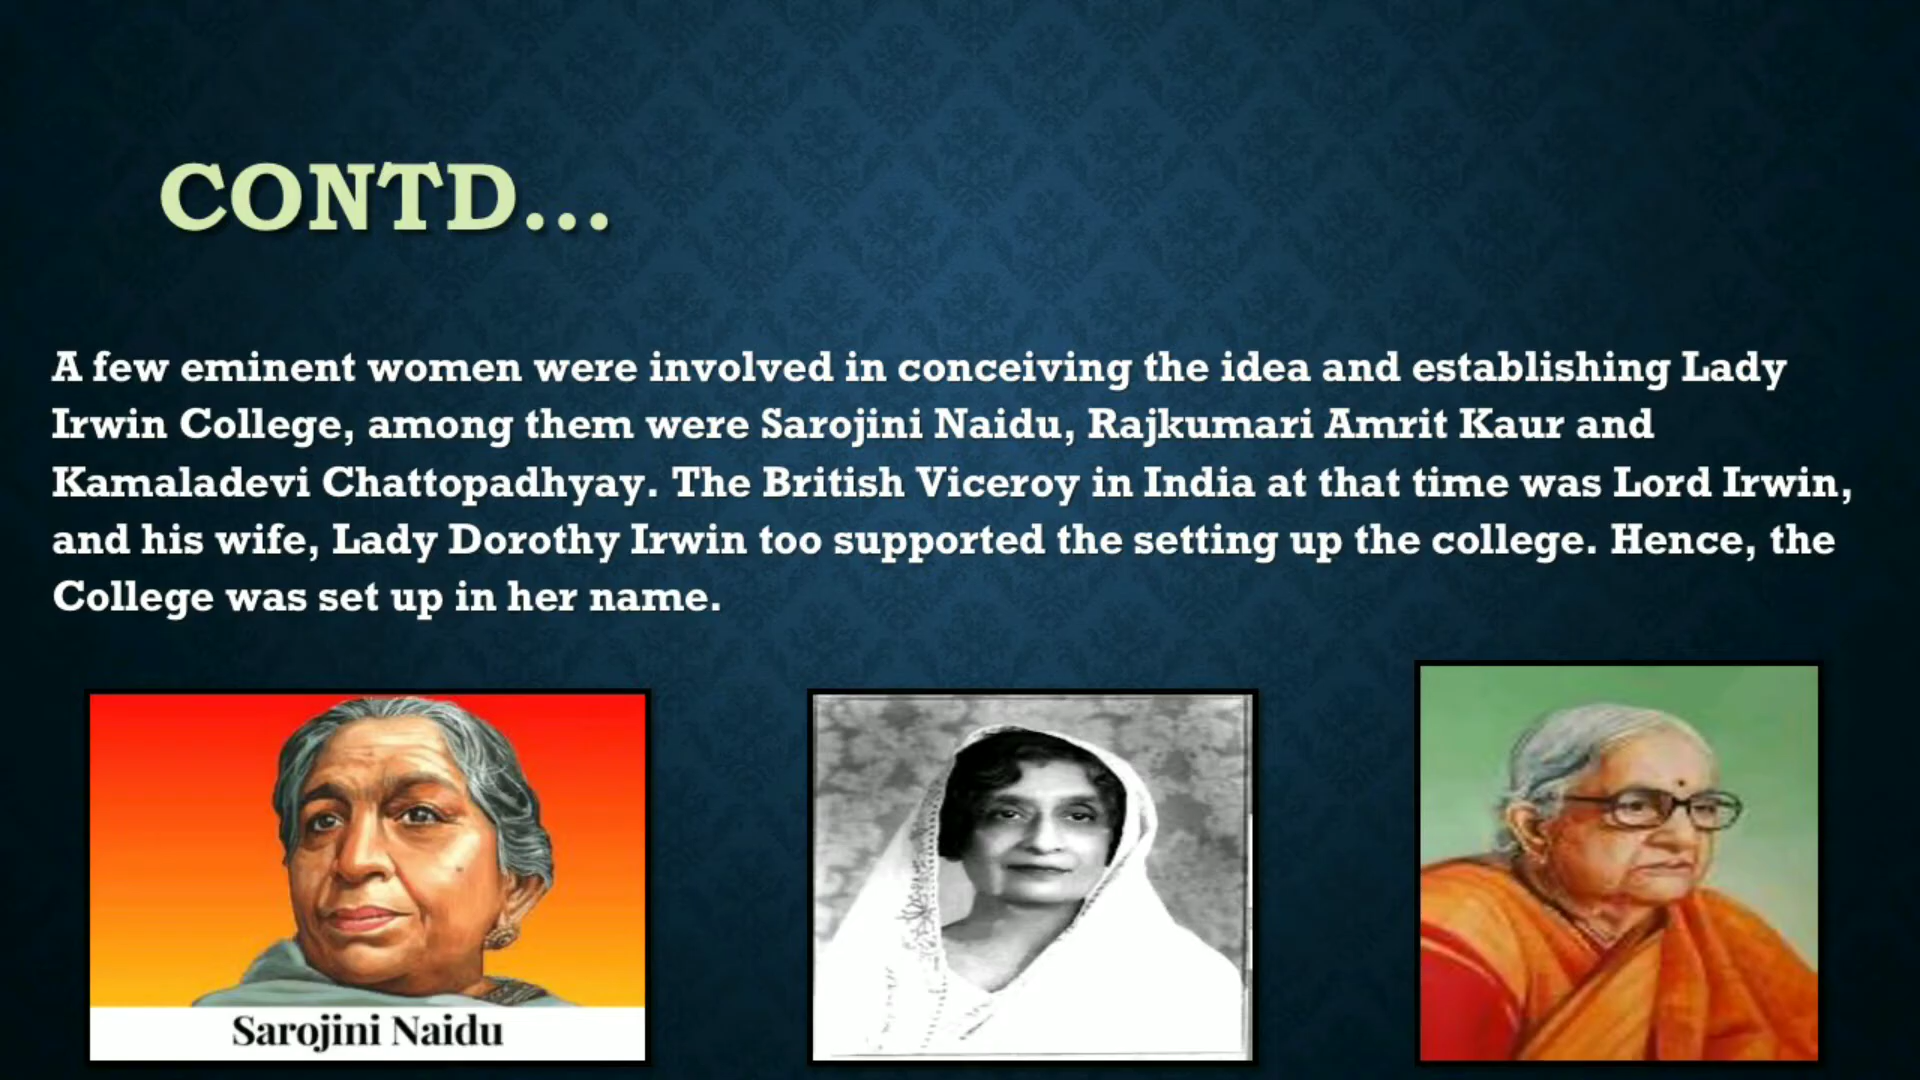 CONTD...
A few eminent women were involved in conceiving the idea and establishing Lady
Irwin College, among them were Sarojini Naidu, Rajkumari Amrit Kaur and
Kamaladevi Chattopadhyay. The British Viceroy in India at that time was Lord Irwin,
and his wife, Lady Dorothy Irwin too supported the setting up the college. Hence, the
College was set up in her name.
Sarojini Naidu